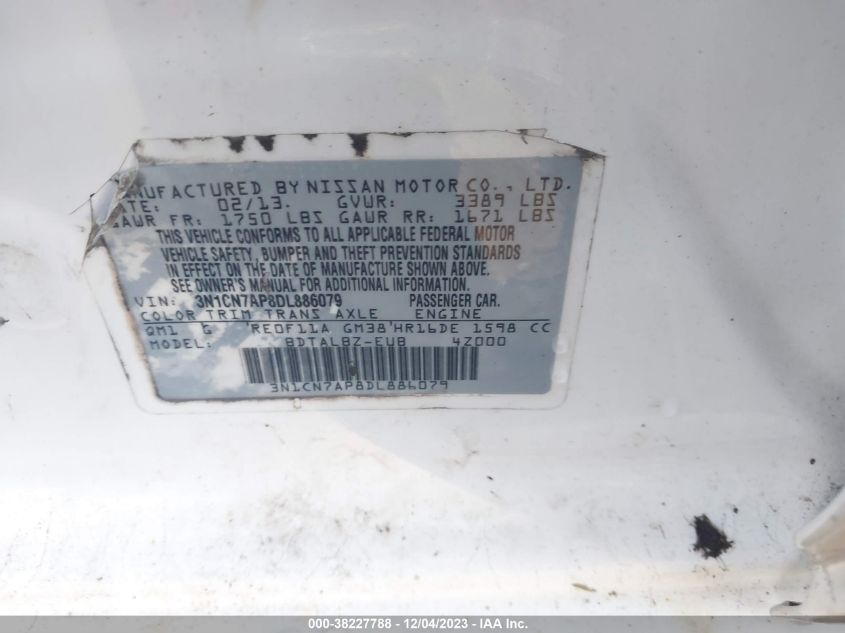 NUFACTURED BY NISSAN MOTOR CO., LTD.
ATE: 02/13. GVWR: 3389 LBS
GAWR FR: 1750 LBS GAWR RR: 1671 LBS
THIS VEHICLE CONFORMS TO ALL APPLICABLE FEDERAL MOTOR
VEHICLE SAFETY, BUMPER AND THEFT PREVENTION STANDARDS
IN EFFECT ON THE DATE OF MANUFACTURE SHOWN ABOVE.
SEE OWNER'S MANUAL FOR ADDITIONAL INFORMATION.
VIN: 3N1CN7AP8DL886079 PASSENGER CAR.
COLOR TRIM TRANS AXLE ENGINE
QM1 G 'RE0F11A GM38'HR16DE 1598 CC
MODEL: BDTALBZ-EUB 4Z000
3N1CN7AP8DL886079
000-38227788 - 12/04/2023 - IAA Inc.